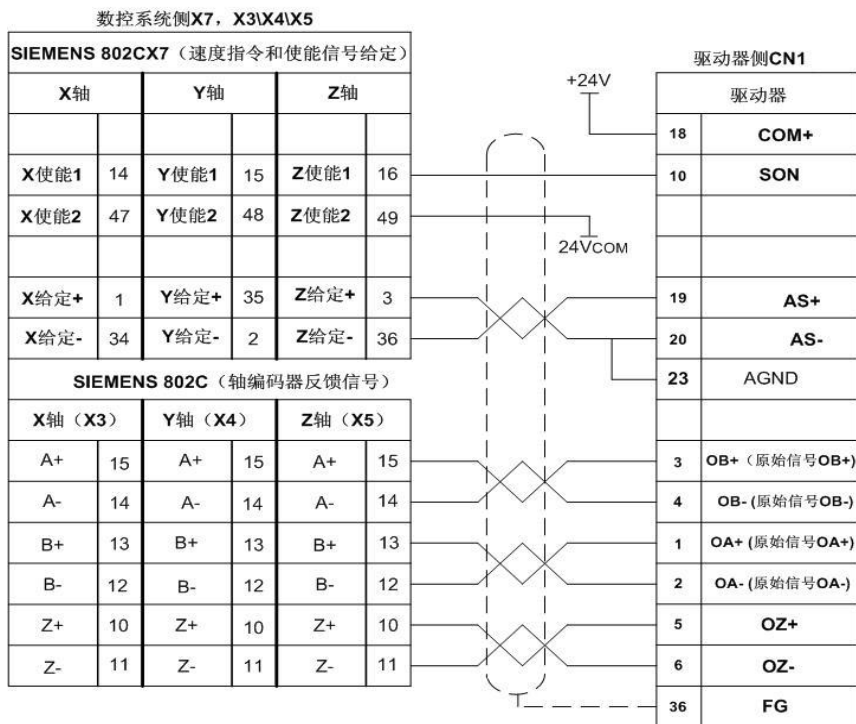 数控系统侧X7，X3\X4\X5
SIEMENS 802CX7（速度指令和使能信号给定）
X轴 Y轴 Z轴
X使能1 14 Y使能1 15 Z使能1 16
X使能2 47 Y使能2 48 Z使能2 49
X给定+ 1 Y给定+ 35 Z给定+ 3
X给定- 34 Y给定- 2 Z给定- 36
SIEMENS 802C（轴编码器反馈信号）
X轴（X3） Y轴（X4） Z轴（X5）
A+ 15 A+ 15 A+ 15
A- 14 A- 14 A- 14
B+ 13 B+ 13 B+ 13
B- 12 B- 12 B- 12
Z+ 10 Z+ 10 Z+ 10
Z- 11 Z- 11 Z- 11
+24V
24VCOM
驱动器侧CN1
驱动器
18 COM+
10 SON
19 AS+
20 AS-
23 AGND
3 OB+（原始信号OB+)
4 OB- (原始信号OB-)
1 OA+ (原始信号OA+)
2 OA- (原始信号OA-)
5 OZ+
6 OZ-
36 FG